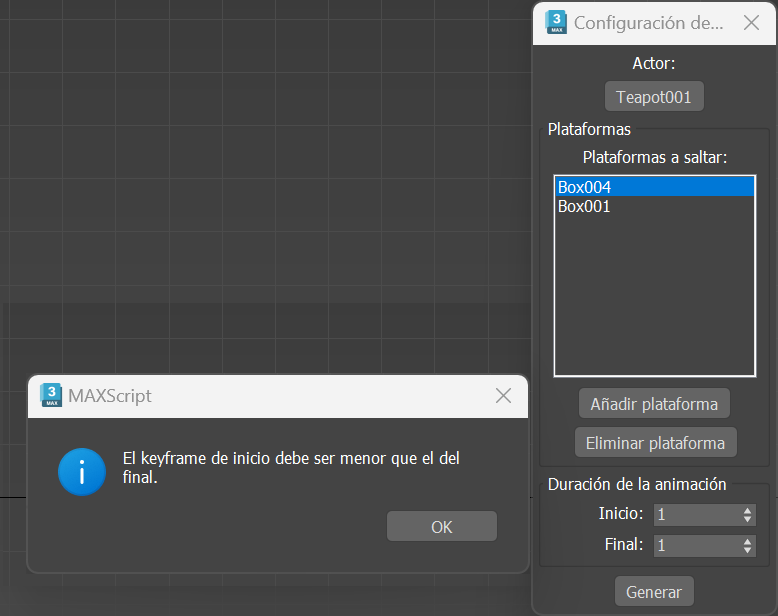 3
MAX
Configuración de...
Actor:
Teapot001
Plataformas
Plataformas a saltar:
Box004
Box001
Añadir plataforma
Eliminar plataforma
Duración de la animación
Inicio: 1
Final: 1
Generar
3
MAX
MAXScript
El keyframe de inicio debe ser menor que el del
final.
OK